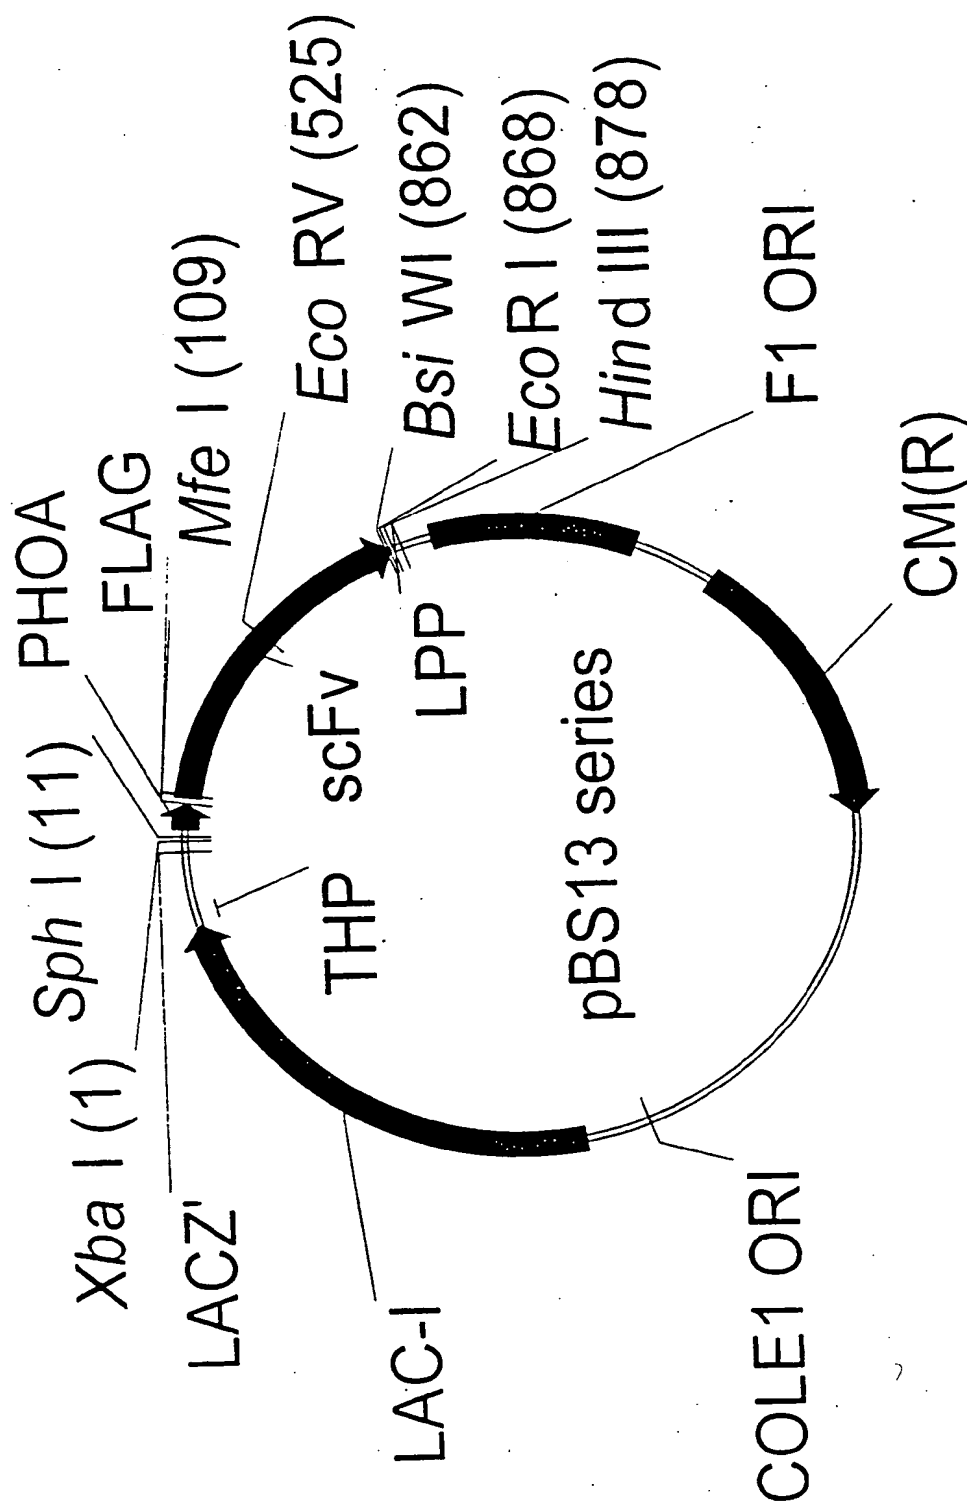 Xba I (1)
Sph I (11)
PHOA
FLAG
Mfe I (109)
LACZ'
Eco RV (525)
Bsi WI (862)
EcoR I (868)
Hind III (878)
THP
scFv
LPP
LAC-I
pBS13 series
F1 ORI
CM(R)
COLE1 ORI